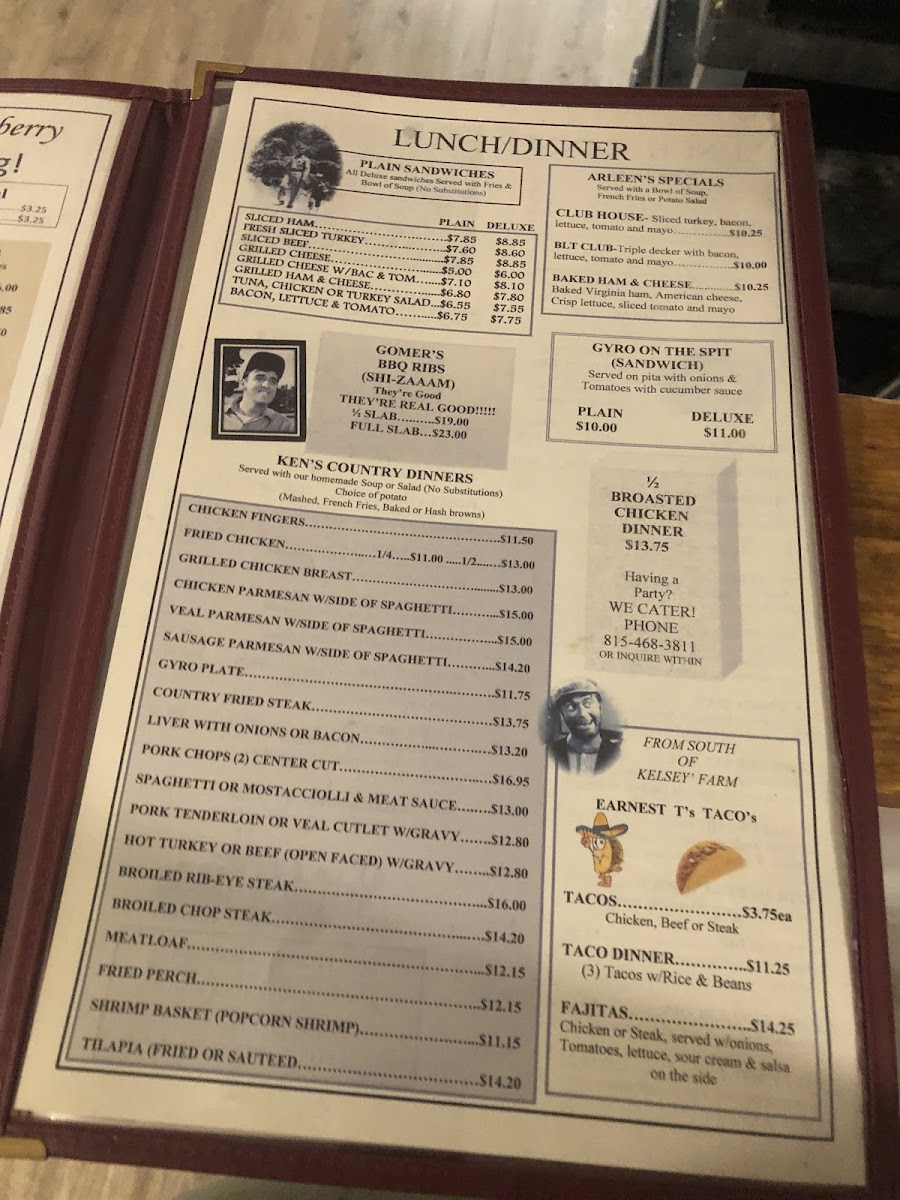 berry
g!
.....$3.25
.....$3.25
LUNCH/DINNER
PLAIN SANDWICHES
All Deluxe sandwiches Served with Fries &
Bowl of Soup (No Substitutions)
PLAIN DELUXE
SLICED HAM..............................$7.85 $8.85
FRESH SLICED TURKEY.................$7.60 $8.60
SLICED BEEF..............................$7.85 $8.85
GRILLED CHEESE.........................$5.00 $6.00
GRILLED CHEESE W/BAC & TOM......$7.10 $8.10
GRILLED HAM & CHEESE................$6.80 $7.80
TUNA, CHICKEN OR TURKEY SALAD...$6.55 $7.55
BACON, LETTUCE & TOMATO..........$6.75 $7.75
ARLEEN'S SPECIALS
Served with a Bowl of Soup,
French Fries or Potato Salad
CLUB HOUSE- Sliced turkey, bacon,
lettuce, tomato and mayo....................$10.25
BLT CLUB-Triple decker with bacon,
lettuce, tomato and mayo....................$10.00
BAKED HAM & CHEESE..............$10.25
Baked Virginia ham, American cheese,
Crisp lettuce, sliced tomato and mayo
GOMER'S
BBQ RIBS
(SHI-ZAAAM)
They're Good
THEY'RE REAL GOOD!!!!!
½ SLAB..........$19.00
FULL SLAB...$23.00
GYRO ON THE SPIT
(SANDWICH)
Served on pita with onions &
Tomatoes with cucumber sauce
PLAIN DELUXE
$10.00 $11.00
KEN'S COUNTRY DINNERS
Served with our homemade Soup or Salad (No Substitutions)
Choice of potato
(Mashed, French Fries, Baked or Hash browns)
CHICKEN FINGERS..........................................$11.50
FRIED CHICKEN....................1/4.....$11.00 .....1/2.......$13.00
GRILLED CHICKEN BREAST..............................$13.00
CHICKEN PARMESAN W/SIDE OF SPAGHETTI...........$15.00
VEAL PARMESAN W/SIDE OF SPAGHETTI.................$15.00
SAUSAGE PARMESAN W/SIDE OF SPAGHETTI...........$14.20
GYRO PLATE..................................................$11.75
COUNTRY FRIED STEAK....................................$13.75
LIVER WITH ONIONS OR BACON...........................$13.20
PORK CHOPS (2) CENTER CUT..............................$16.95
SPAGHETTI OR MOSTACCIOLLI & MEAT SAUCE........$13.00
PORK TENDERLOIN OR VEAL CUTLET W/GRAVY........$12.80
HOT TURKEY OR BEEF (OPEN FACED) W/GRAVY........$12.80
BROILED RIB-EYE STEAK....................................$16.00
BROILED CHOP STEAK.......................................$14.20
MEATLOAF......................................................$12.15
FRIED PERCH...................................................$12.15
SHRIMP BASKET (POPCORN SHRIMP).......................$11.15
TILAPIA (FRIED OR SAUTEED.................................$14.20
½
BROASTED
CHICKEN
DINNER
$13.75
Having a
Party?
WE CATER!
PHONE
815-468-3811
OR INQUIRE WITHIN
FROM SOUTH
OF
KELSEY' FARM
EARNEST T's TACO's
TACOS........................$3.75ea
Chicken, Beef or Steak
TACO DINNER..............$11.25
(3) Tacos w/Rice & Beans
FAJITAS........................$14.25
Chicken or Steak, served w/onions,
Tomatoes, lettuce, sour cream & salsa
on the side